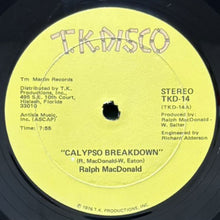 T.K. DISCO
Tm: Marlin Records
Distributed by T.K.
Productions, Inc.
495 S.E. 10th Court,
Hialeah, Florida
33010
Antisia Music
Inc. (ASCAP)
Time: 7:55
STEREO
TKD-14
(TKD-14.A)
Produced by
Ralph MacDonald -
W. Salter
Engineered by
Richard Alderson
"CALYPSO BREAKDOWN"
(R. MacDonald-W. Eaton)
Ralph MacDonald
© 1976 T.K. PRODUCTIONS, INC.